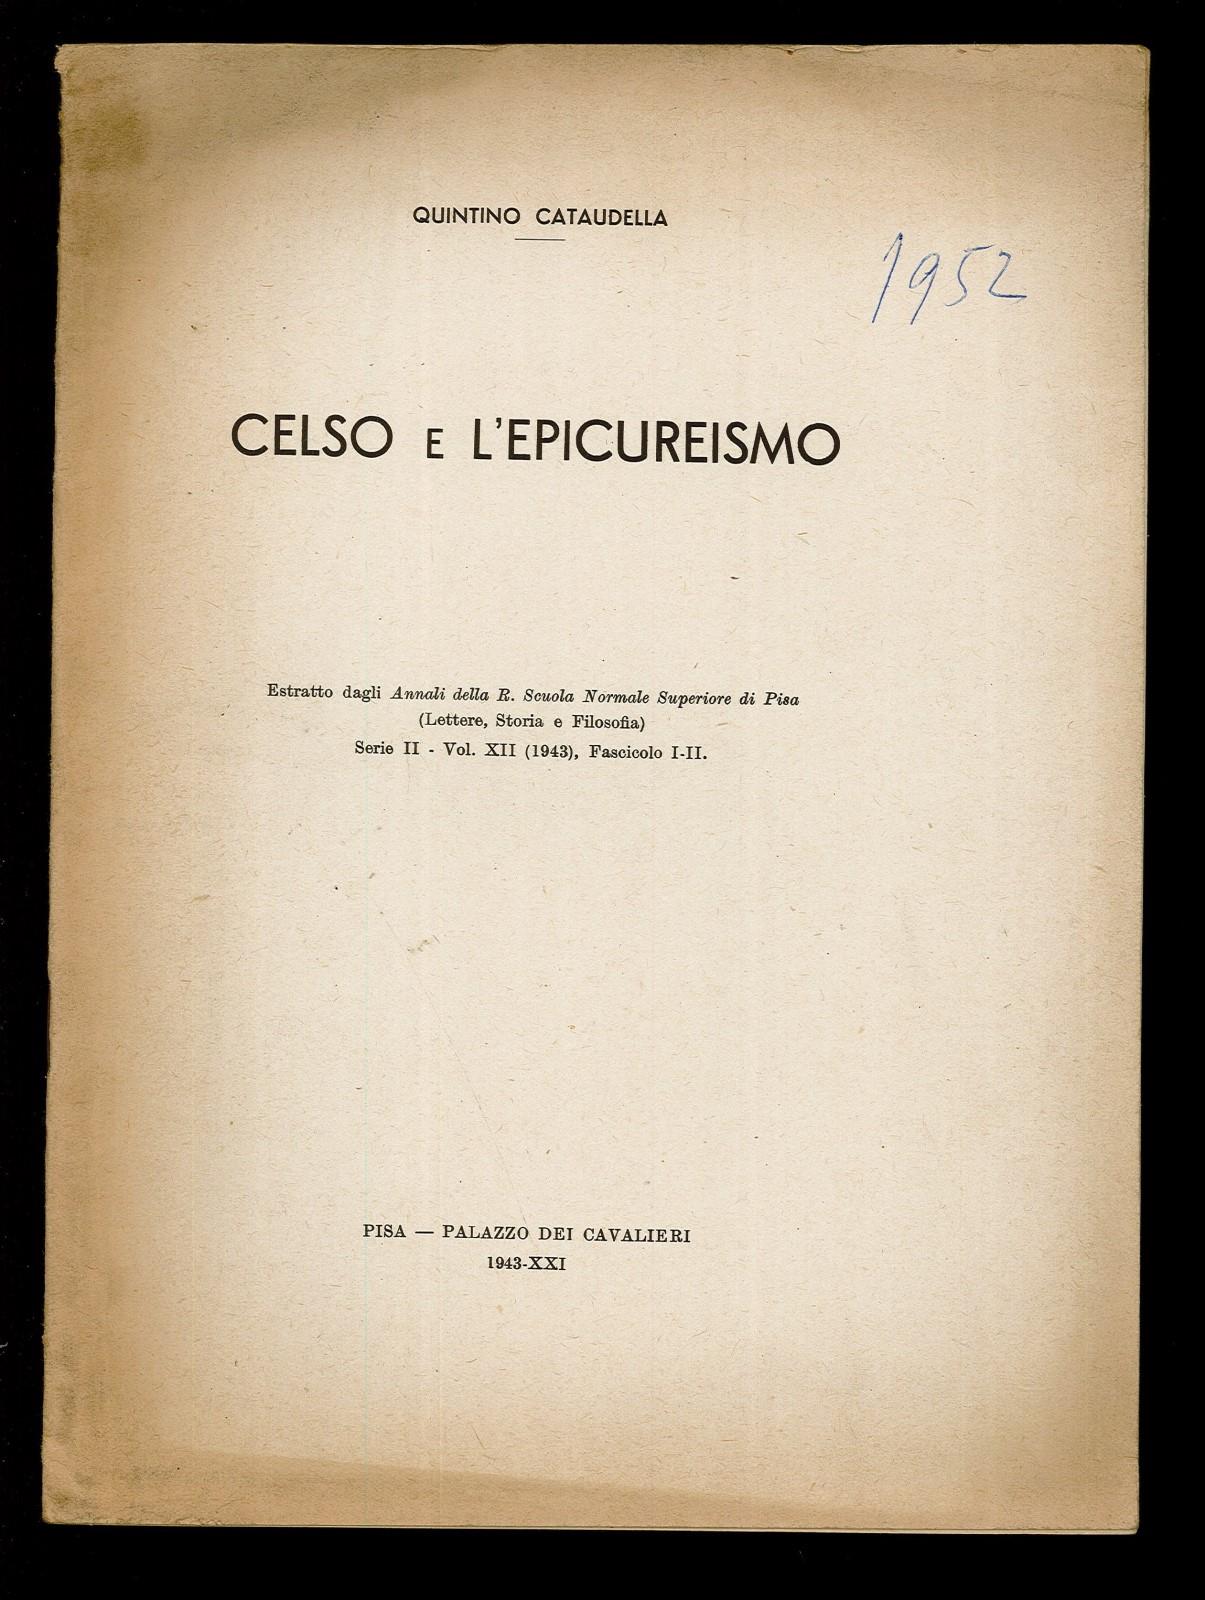 QUINTINO CATAUDELLA
1952
CELSO E L'EPICUREISMO
Estratto dagli Annali della R. Scuola Normale Superiore di Pisa
(Lettere, Storia e Filosofia)
Serie II - Vol. XII (1943), Fascicolo I-II.
PISA — PALAZZO DEI CAVALIERI
1943-XXI